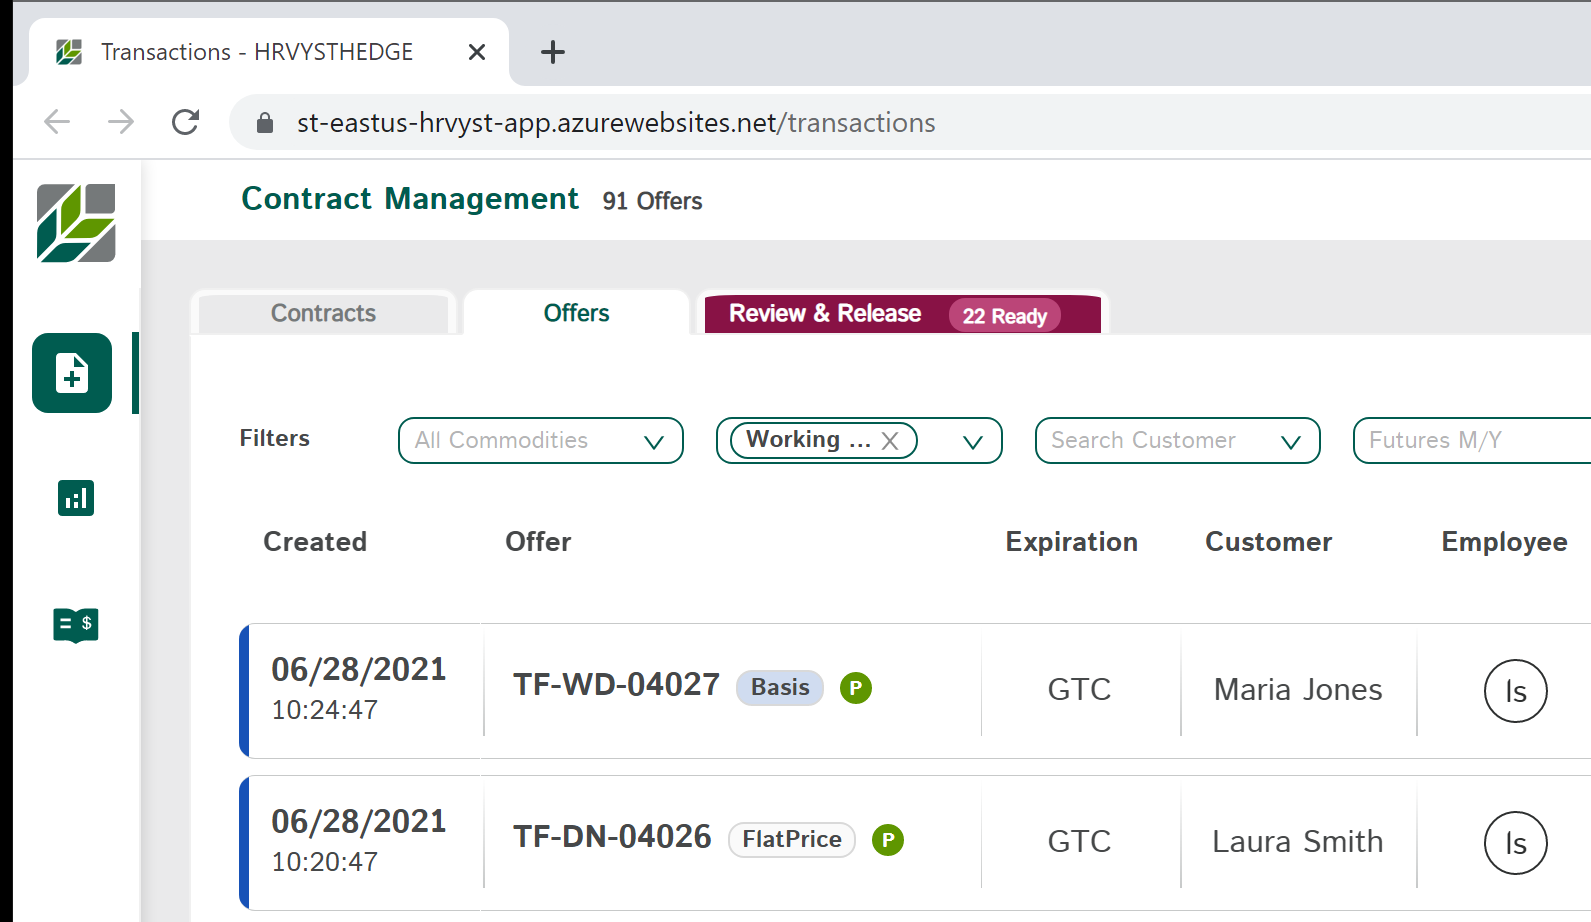 Transactions - HRVYSTHEDGE
st-eastus-hrvyst-app.azurewebsites.net/transactions
Contract Management 91 Offers
Contracts Offers Review & Release 22 Ready
Filters All Commodities Working ... Search Customer Futures M/Y
Created Offer Expiration Customer Employee
06/28/2021
10:24:47
TF-WD-04027 Basis P GTC Maria Jones ls
06/28/2021
10:20:47
TF-DN-04026 FlatPrice P GTC Laura Smith ls